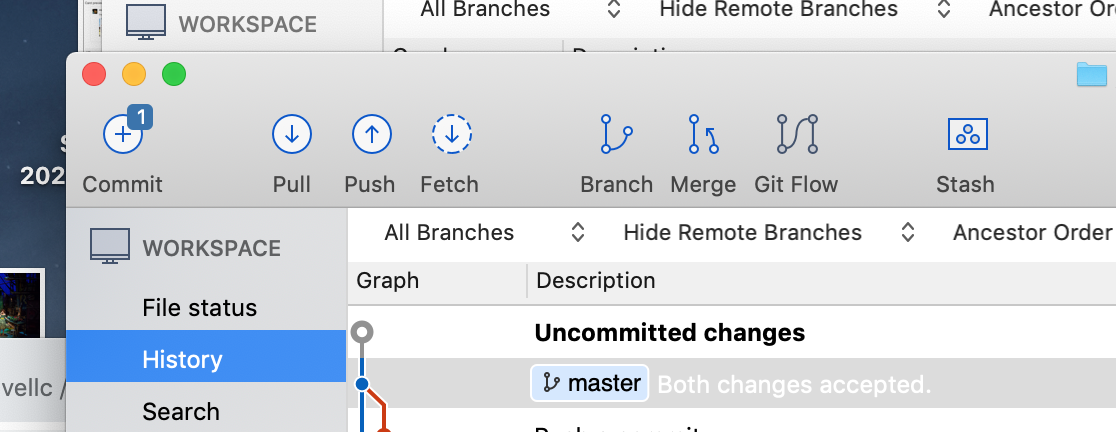 WORKSPACE
All Branches Hide Remote Branches Ancestor
1
202
Commit Pull Push Fetch Branch Merge Git Flow Stash
WORKSPACE
All Branches Hide Remote Branches Ancestor Order
Graph Description
File status
Uncommitted changes
History
master Both changes accepted.
vellc /
Search